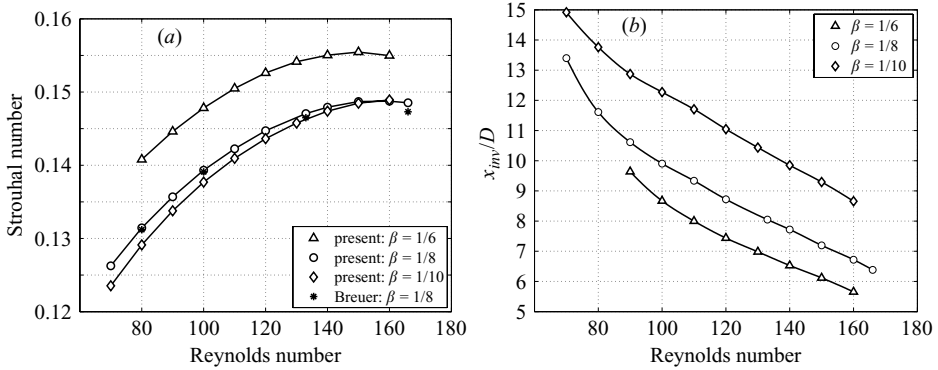 (a)
0.16
0.15
0.14
0.13
0.12
Strouhal number
80 100 120 140 160 180
Reynolds number
present: β = 1/6
present: β = 1/8
present: β = 1/10
Breuer: β = 1/8
(b)
15
14
13
12
11
10
9
8
7
6
5
x_inv/D
80 100 120 140 160 180
Reynolds number
β = 1/6
β = 1/8
β = 1/10